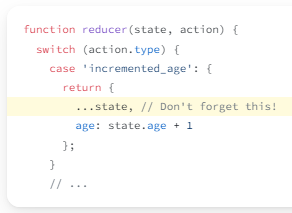 function reducer(state, action) {
switch (action.type) {
case 'incremented_age': {
return {
...state, // Don't forget this!
age: state.age + 1
};
}
// ...